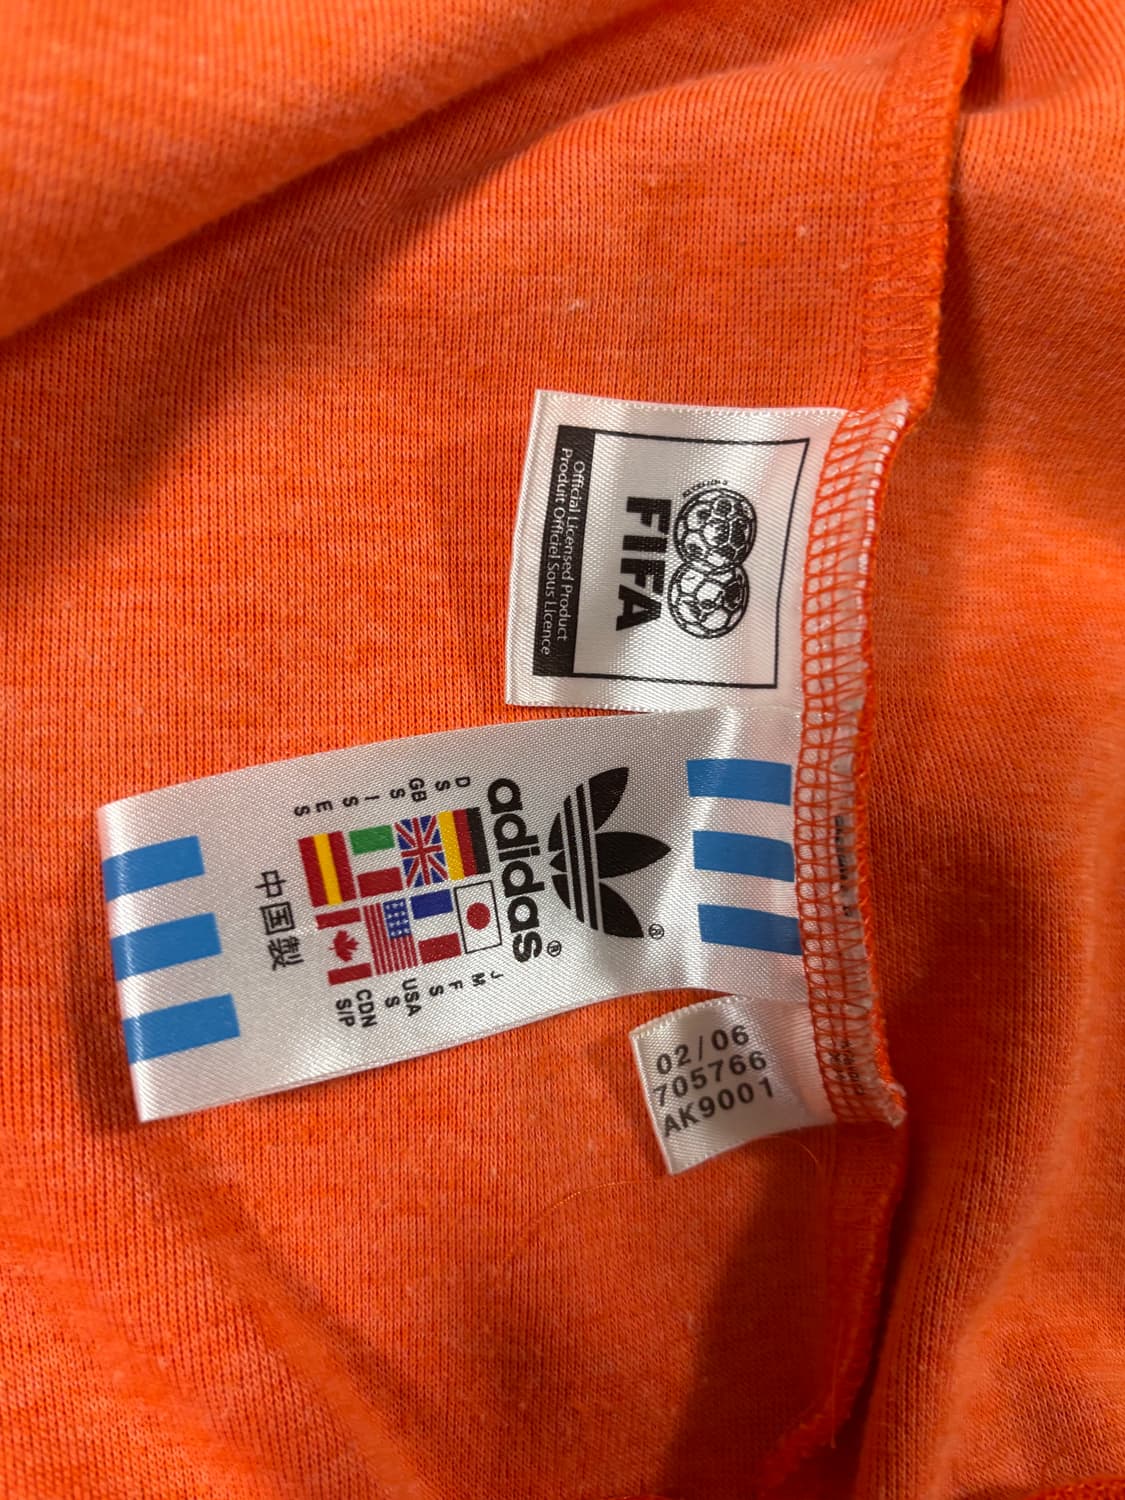 FIFA
Official Licensed Product
Produit Officiel Sous Licence
adidas®
D
S
GB
S
I
S
E
S
J
M
F
S
USA
S
CDN
S/P
中国製
02/06
705766
AK9001